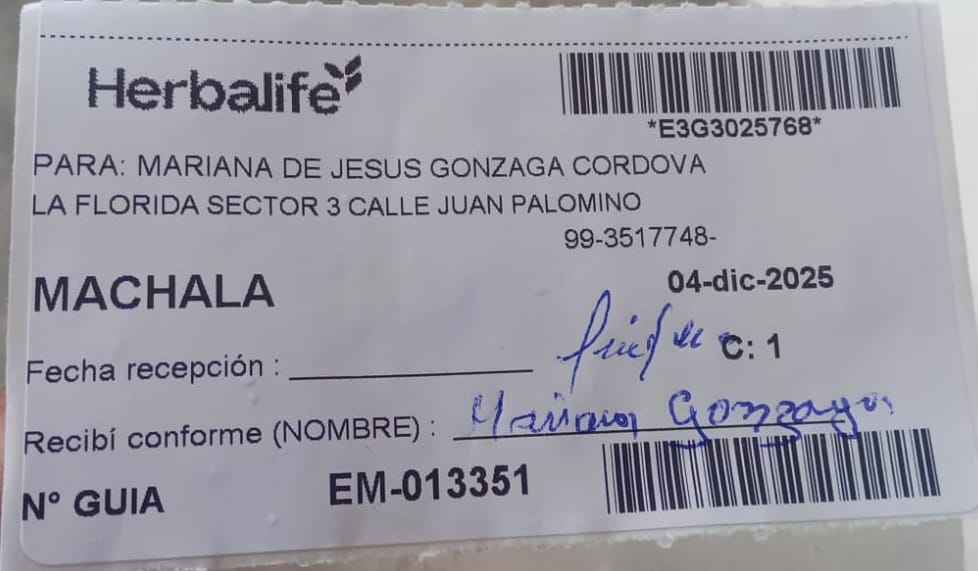 Herbalife
*E3G3025768*
PARA: MARIANA DE JESUS GONZAGA CORDOVA
LA FLORIDA SECTOR 3 CALLE JUAN PALOMINO
99-3517748-
MACHALA
04-dic-2025
C: 1
Fecha recepción :
Recibí conforme (NOMBRE) : Mariana Gonzaga
N° GUIA EM-013351